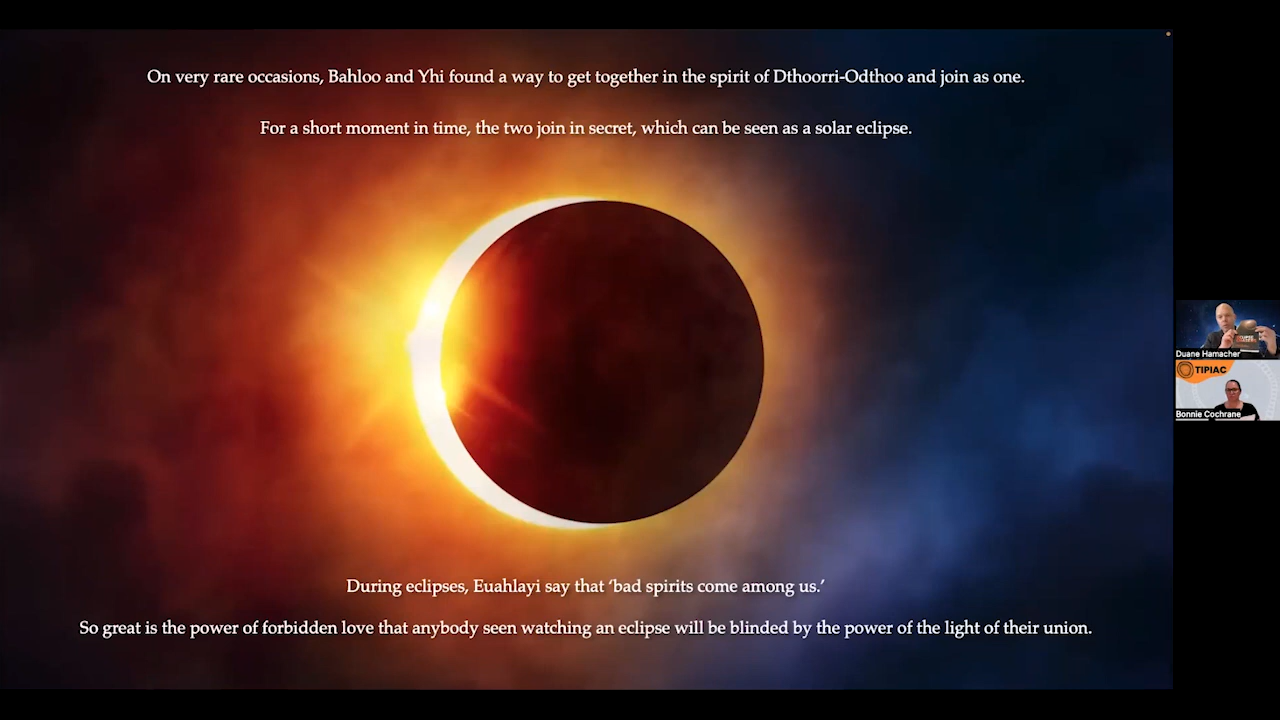 On very rare occasions, Bahloo and Yhi found a way to get together in the spirit of Dthoorri-Odthoo and join as one.
For a short moment in time, the two join in secret, which can be seen as a solar eclipse.
Duane Hamacher
TIPIAC
Bonnie Cochrane
During eclipses, Euahlayi say that ‘bad spirits come among us.’
So great is the power of forbidden love that anybody seen watching an eclipse will be blinded by the power of the light of their union.